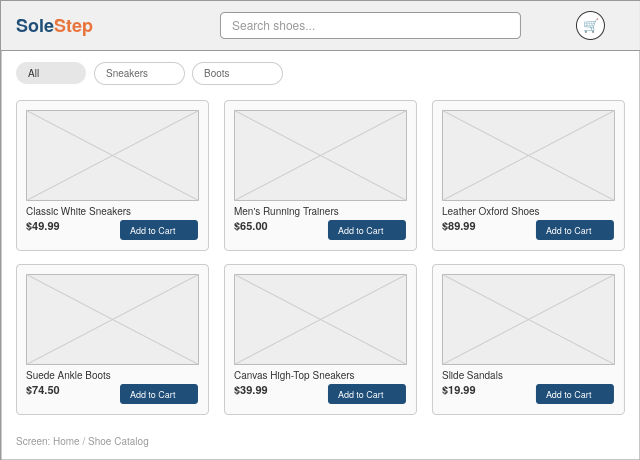 SoleStep
Search shoes...
All
Sneakers
Boots
Classic White Sneakers
$49.99
Add to Cart
Men's Running Trainers
$65.00
Add to Cart
Leather Oxford Shoes
$89.99
Add to Cart
Suede Ankle Boots
$74.50
Add to Cart
Canvas High-Top Sneakers
$39.99
Add to Cart
Slide Sandals
$19.99
Add to Cart
Screen: Home / Shoe Catalog